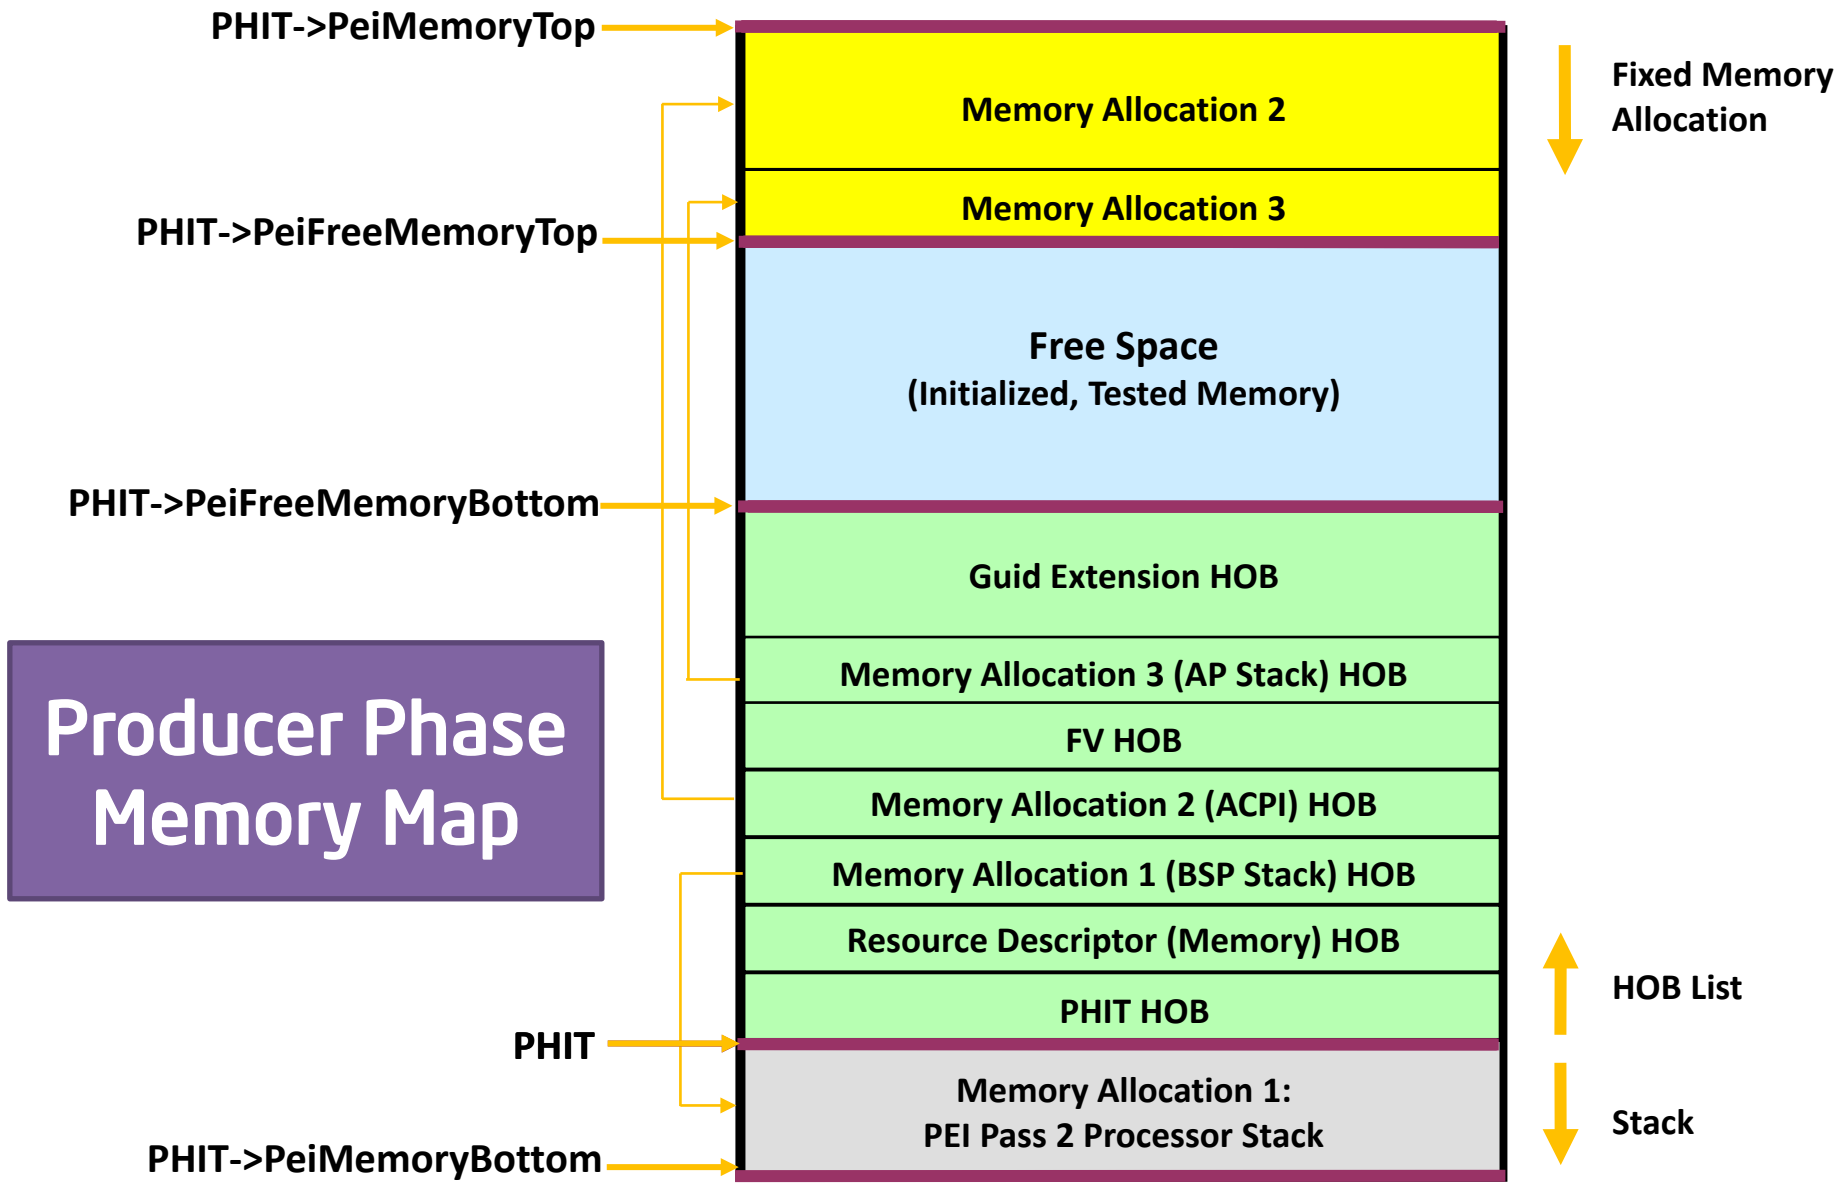 PHIT->PeiMemoryTop
Fixed Memory
Allocation
Memory Allocation 2
Memory Allocation 3
PHIT->PeiFreeMemoryTop
Free Space
(Initialized, Tested Memory)
PHIT->PeiFreeMemoryBottom
Guid Extension HOB
Memory Allocation 3 (AP Stack) HOB
FV HOB
Producer Phase
Memory Map
Memory Allocation 2 (ACPI) HOB
Memory Allocation 1 (BSP Stack) HOB
Resource Descriptor (Memory) HOB
HOB List
PHIT HOB
PHIT
Memory Allocation 1:
PEI Pass 2 Processor Stack
Stack
PHIT->PeiMemoryBottom